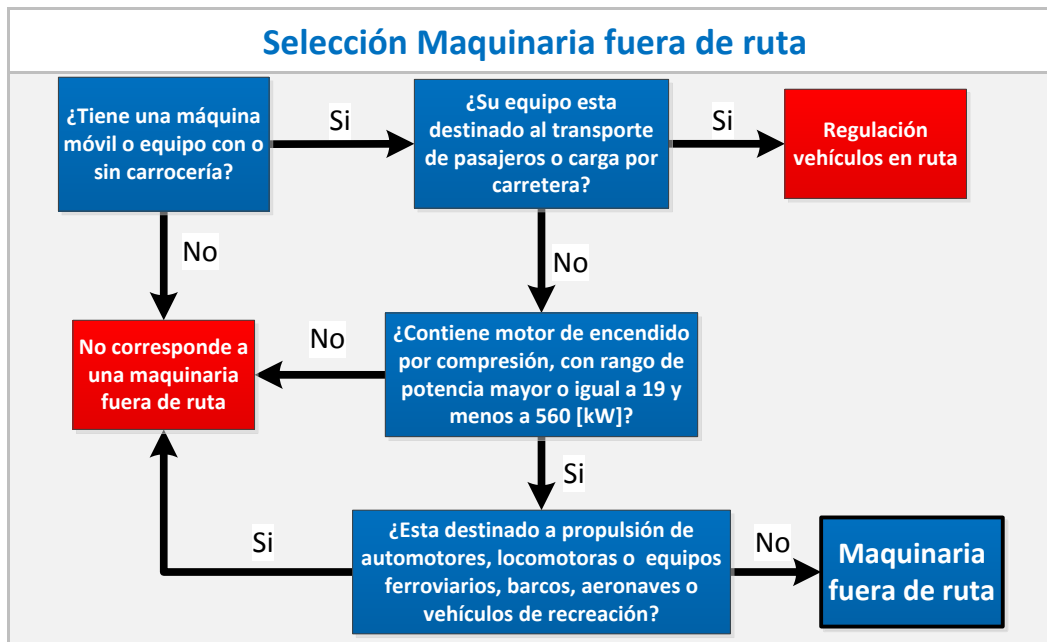 Selección Maquinaria fuera de ruta
¿Tiene una máquina
móvil o equipo con o
sin carrocería?
Si
¿Su equipo esta
destinado al transporte
de pasajeros o carga por
carretera?
Si
Regulación
vehículos en ruta
No
No
No corresponde a
una maquinaria
fuera de ruta
No
¿Contiene motor de encendido
por compresión, con rango de
potencia mayor o igual a 19 y
menos a 560 [kW]?
Si
Si
¿Esta destinado a propulsión de
automotores, locomotoras o  equipos
ferroviarios, barcos, aeronaves o
vehículos de recreación?
No
Maquinaria
fuera de ruta